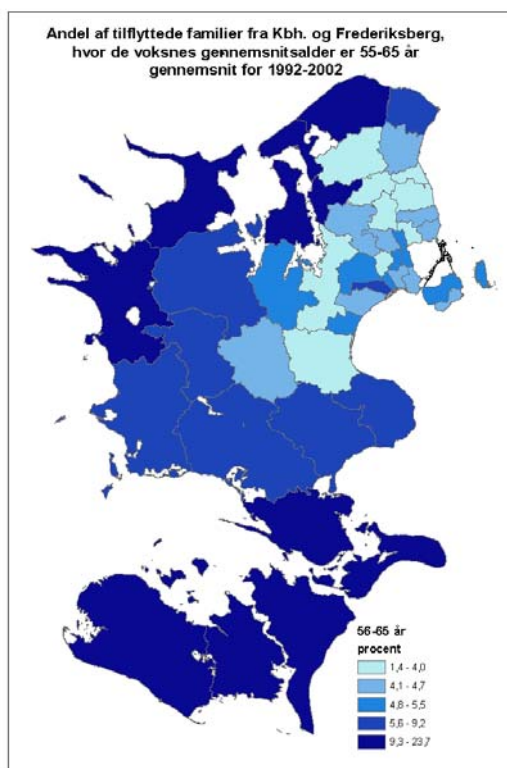 Andel af tilflyttede familier fra Kbh. og Frederiksberg,
hvor de voksnes gennemsnitsalder er 55-65 år
gennemsnit for 1992-2002
56-65 år
procent
1,4 - 4,0
4,1 - 4,7
4,8 - 5,5
5,6 - 9,2
9,3 - 23,7